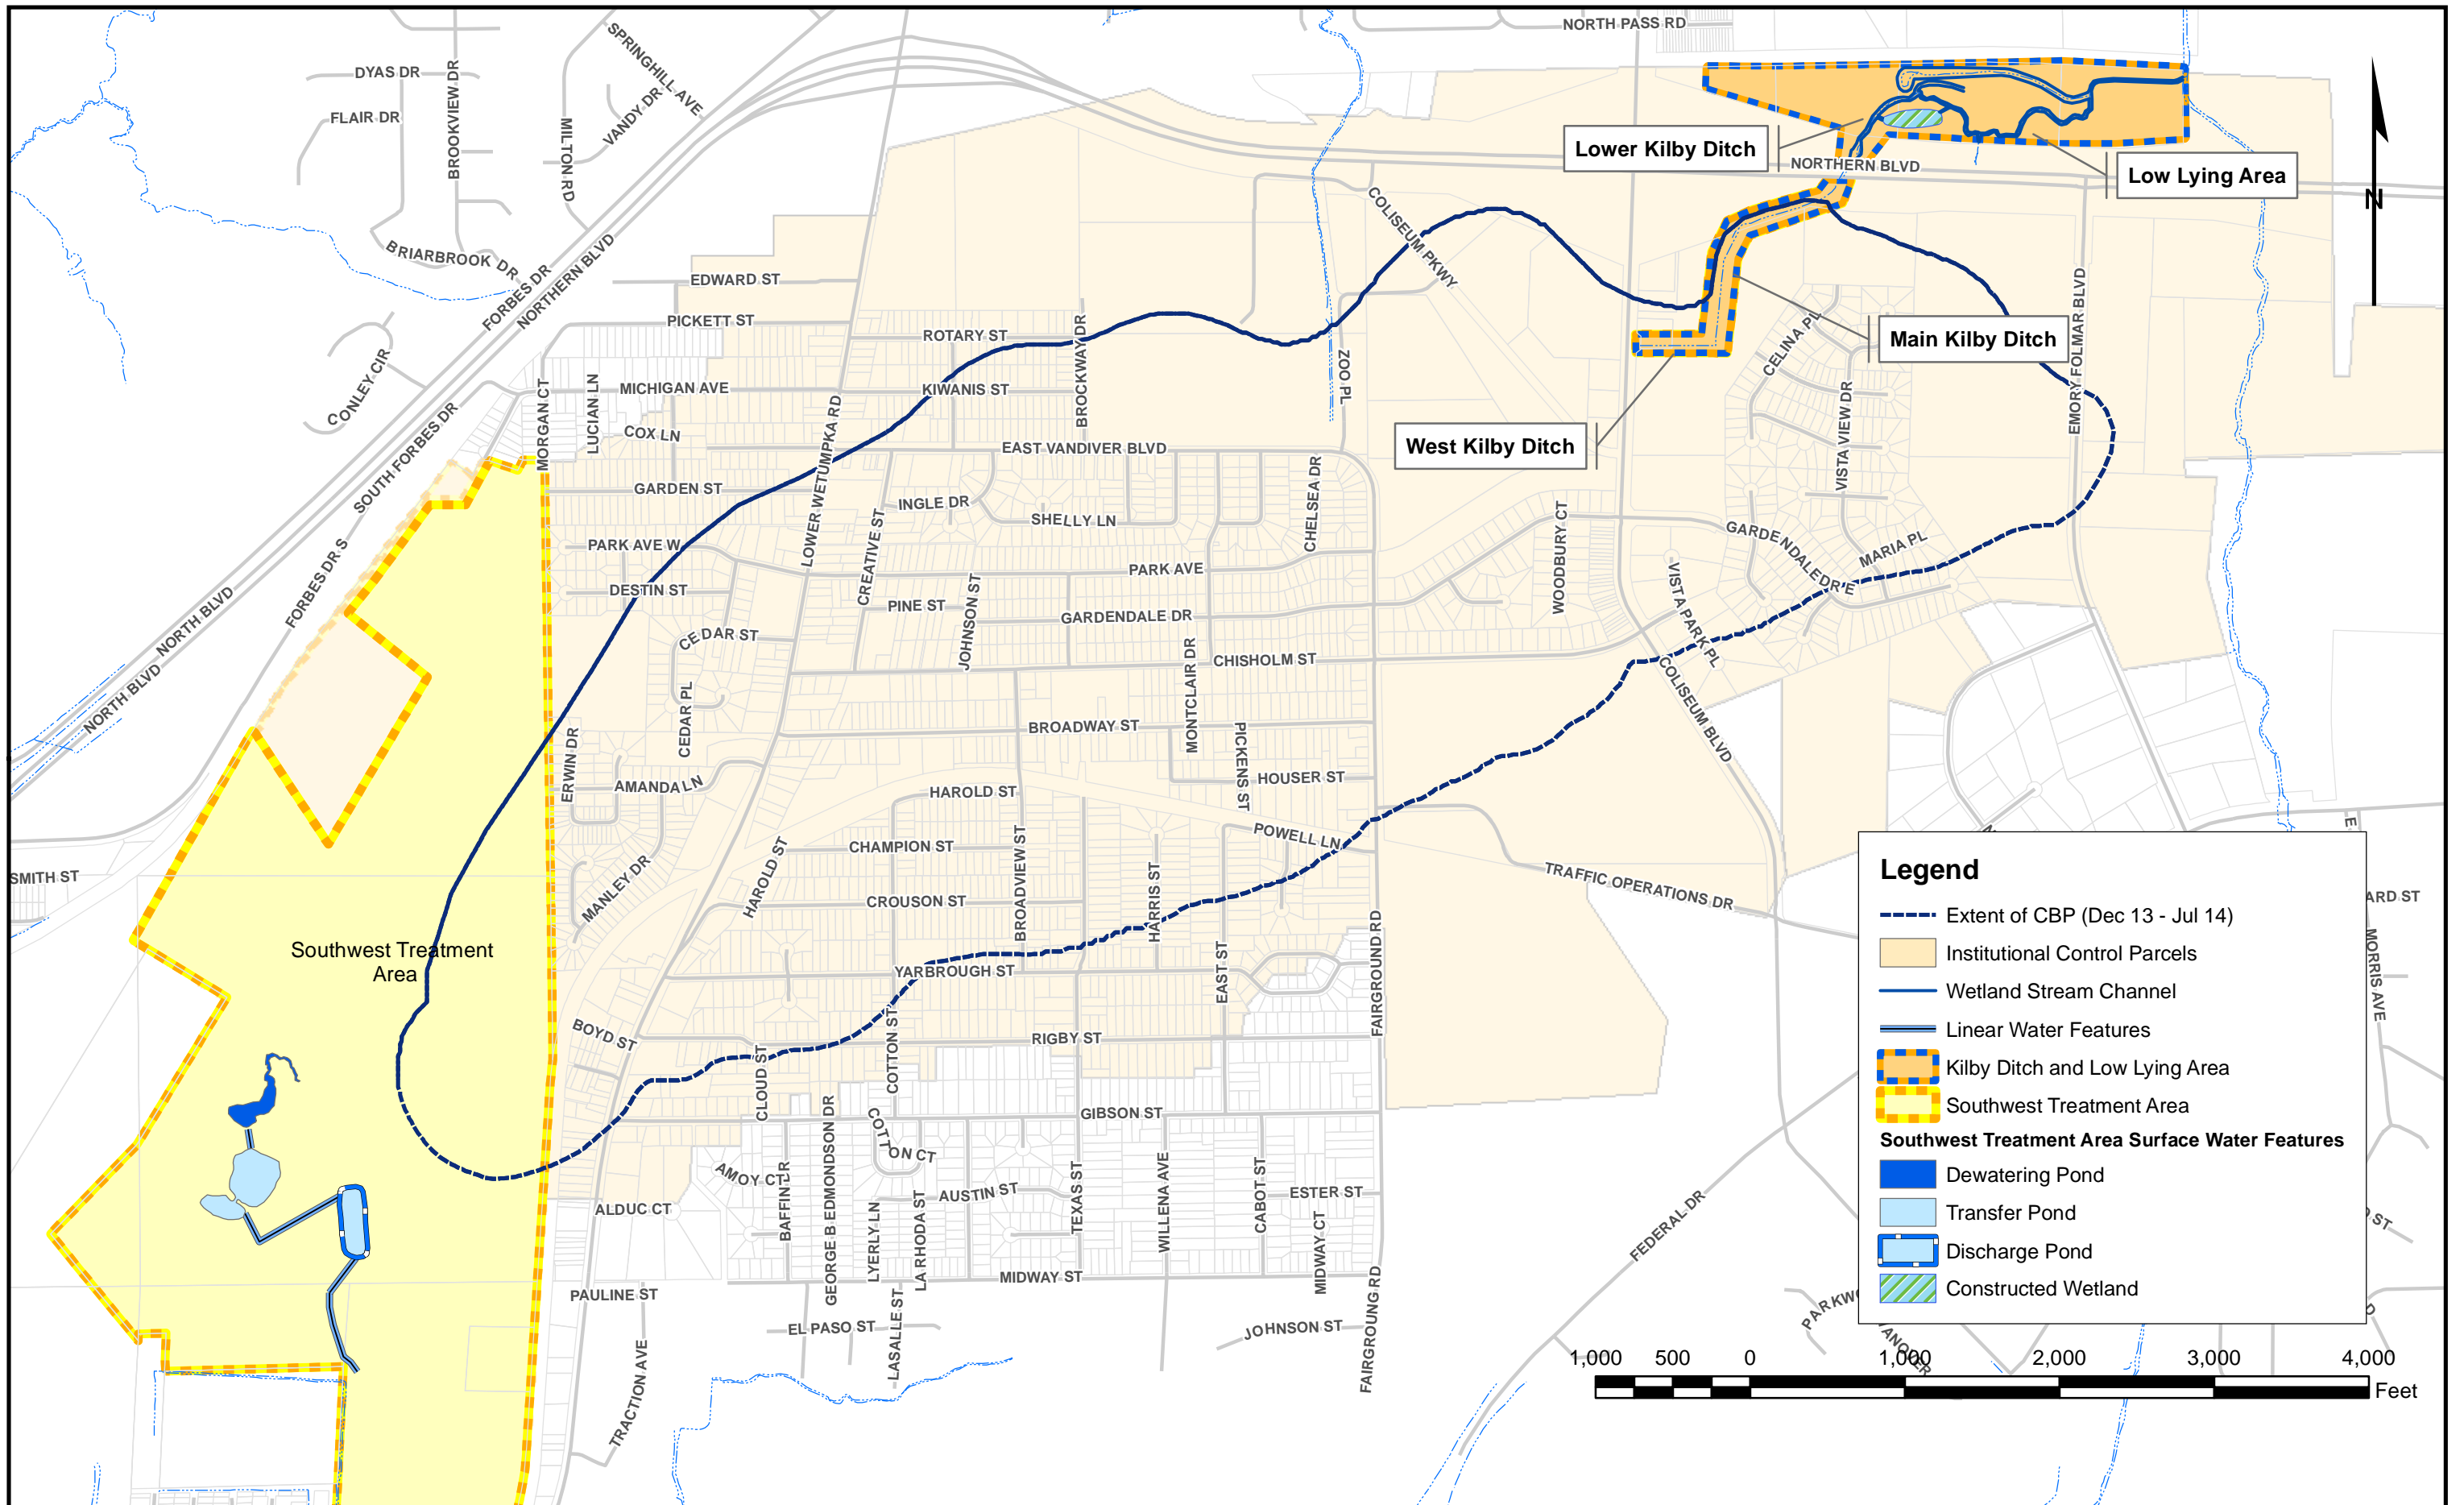 NORTH PASS RD
SPRINGHILL AVE
DYAS DR
BROOKVIEW DR
FLAIR DR
MILTON RD
VANDY DR
Lower Kilby Ditch
NORTHERN BLVD
Low Lying Area
N
COLISEUM PKWY
BRIARBROOK DR
FORBES DR
NORTHERN BLVD
EDWARD ST
PICKETT ST
ROTARY ST
BROCKWAY DR
ZOO PL
Main Kilby Ditch
CELINA PL
EMORY FOLMAR BLVD
CONLEY CIR
MICHIGAN AVE
KIWANIS ST
LUCIAN LN
MORGAN CT
COX LN
LOWER WETUMPKA RD
EAST VANDIVER BLVD
West Kilby Ditch
VISTA VIEW DR
SOUTH FORBES DR
GARDEN ST
INGLE DR
SHELLY LN
CHELSEA DR
CREATIVE ST
WOODBURY CT
GARDENDALE DR E
MARIA PL
PARK AVE W
PARK AVE
FORBES DR S
DESTIN ST
PINE ST
JOHNSON ST
GARDENDALE DR
VISTA PARK PL
NORTH BLVD
NORTH BLVD
CEDAR ST
CHISHOLM ST
MONTCLAIR DR
COLISEUM BLVD
CEDAR PL
BROADWAY ST
PICKENS ST
ERWIN DR
AMANDA LN
HAROLD ST
HOUSER ST
POWELL LN
CHAMPION ST
BROADVIEW ST
HAROLD ST
SMITH ST
MANLEY DR
CROUSON ST
HARRIS ST
TRAFFIC OPERATIONS DR
Southwest Treatment
Area
YARBROUGH ST
EAST ST
FAIRGROUND RD
BOYD ST
RIGBY ST
CLOUD ST
COTTON ST
GIBSON ST
GEORGE B EDMONDSON DR
COTTON CT
AMOY CT
BAFFIN DR
AUSTIN ST
LYERLY LN
LA RHODA ST
TEXAS ST
WILLENA AVE
CABOT ST
ESTER ST
MIDWAY CT
ALDUC CT
FEDERAL DR
MIDWAY ST
PAULINE ST
EL PASO ST
LASALLE ST
JOHNSON ST
FAIRGROUNG RD
TRACTION AVE
Legend
Extent of CBP (Dec 13 - Jul 14)
Institutional Control Parcels
Wetland Stream Channel
Linear Water Features
Kilby Ditch and Low Lying Area
Southwest Treatment Area
Southwest Treatment Area Surface Water Features
Dewatering Pond
Transfer Pond
Discharge Pond
Constructed Wetland
E
ARD ST
MORRIS AVE
ST
D
PARKW
VANOVER
1,000 500 0 1,000 2,000 3,000 4,000
Feet